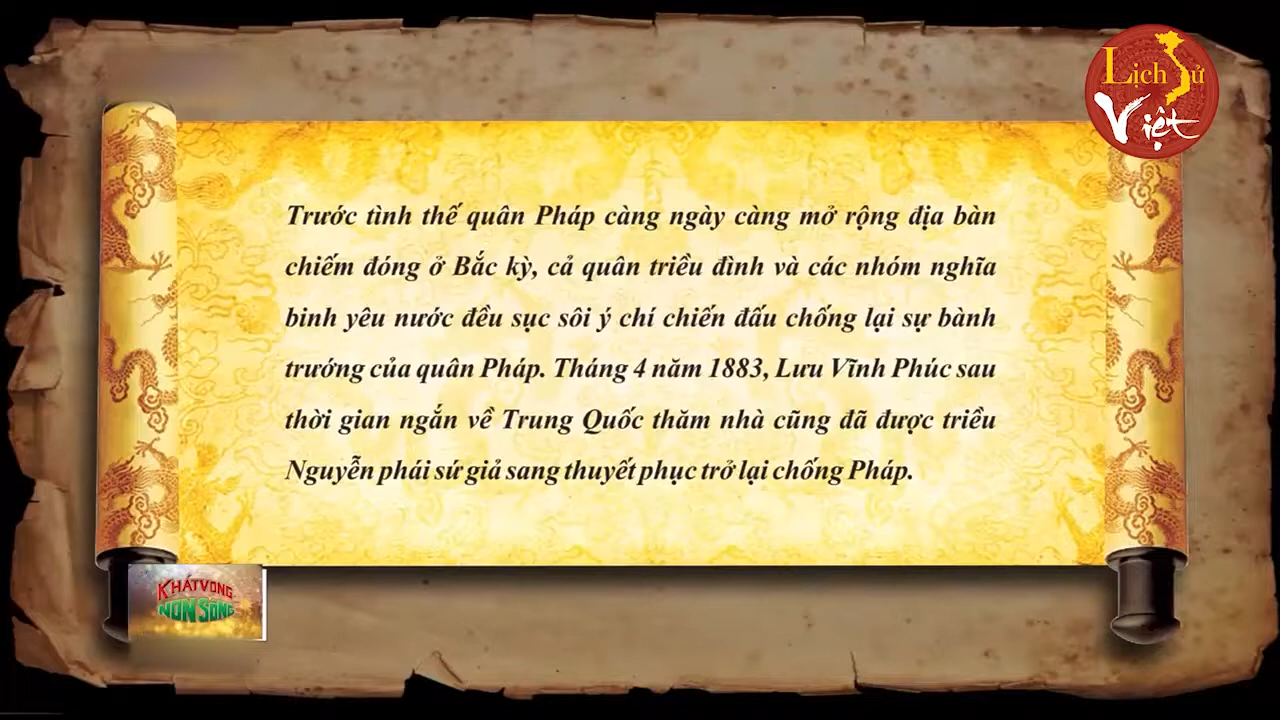 Lịch Sử
Việt
Trước tình thế quân Pháp càng ngày càng mở rộng địa bàn
chiếm đóng ở Bắc kỳ, cả quân triều đình và các nhóm nghĩa
binh yêu nước đều sục sôi ý chí chiến đấu chống lại sự bành
trướng của quân Pháp. Tháng 4 năm 1883, Lưu Vĩnh Phúc sau
thời gian ngắn về Trung Quốc thăm nhà cũng đã được triều
Nguyễn phái sứ giả sang thuyết phục trở lại chống Pháp.
KHÁT VỌNG
NON SÔNG